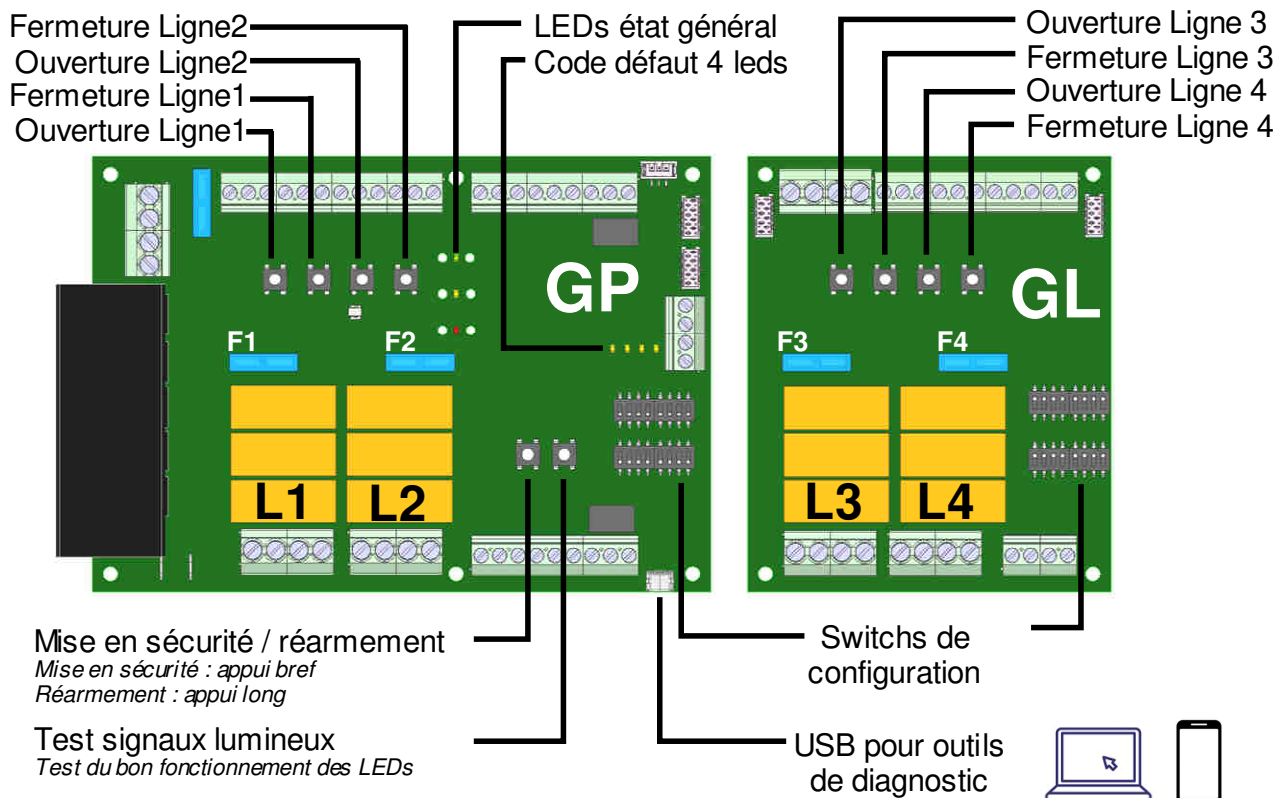 Fermeture Ligne2
Ouverture Ligne2
Fermeture Ligne1
Ouverture Ligne1
LEDs état général
Code défaut 4 leds
Ouverture Ligne 3
Fermeture Ligne 3
Ouverture Ligne 4
Fermeture Ligne 4
GP
GL
F1
F2
F3
F4
L1
L2
L3
L4
Mise en sécurité / réarmement
Mise en sécurité : appui bref
Réarmement : appui long
Test signaux lumineux
Test du bon fonctionnement des LEDs
Switchs de
configuration
USB pour outils
de diagnostic